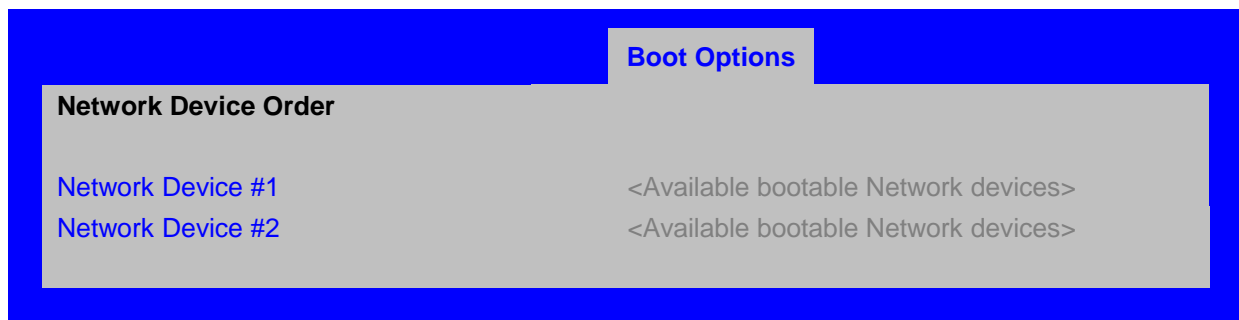 Boot Options
Network Device Order
Network Device #1 <Available bootable Network devices>
Network Device #2 <Available bootable Network devices>